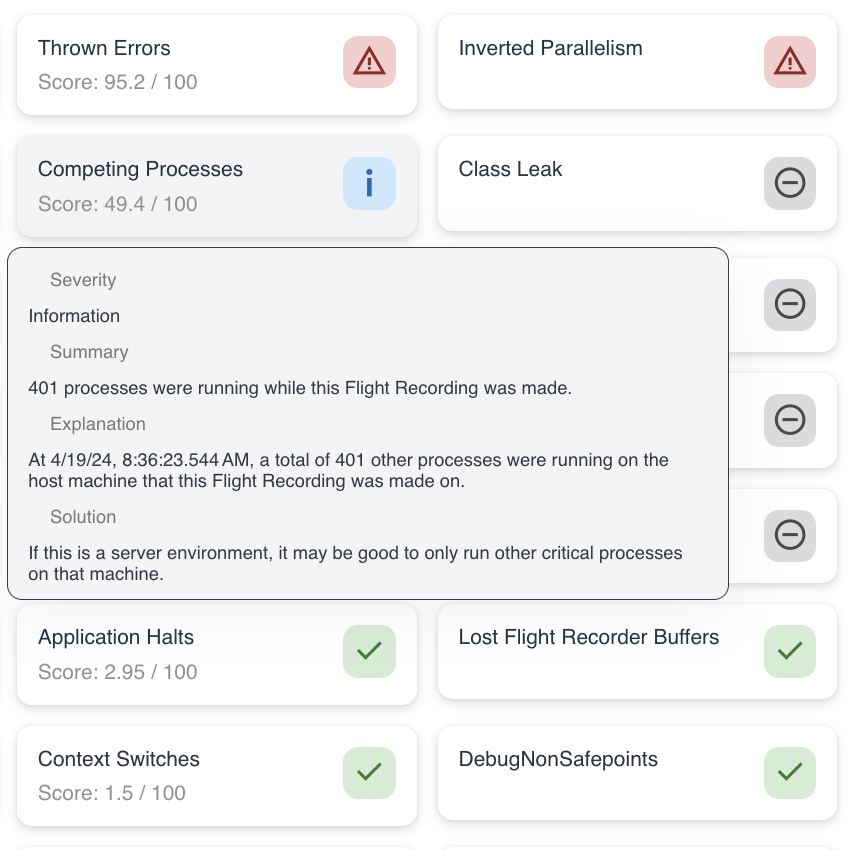 Thrown Errors
Score: 95.2 / 100
Inverted Parallelism
Competing Processes
Score: 49.4 / 100
Class Leak
Severity
Information
Summary
401 processes were running while this Flight Recording was made.
Explanation
At 4/19/24, 8:36:23.544 AM, a total of 401 other processes were running on the
host machine that this Flight Recording was made on.
Solution
If this is a server environment, it may be good to only run other critical processes
on that machine.
Application Halts
Score: 2.95 / 100
Lost Flight Recorder Buffers
Context Switches
Score: 1.5 / 100
DebugNonSafepoints